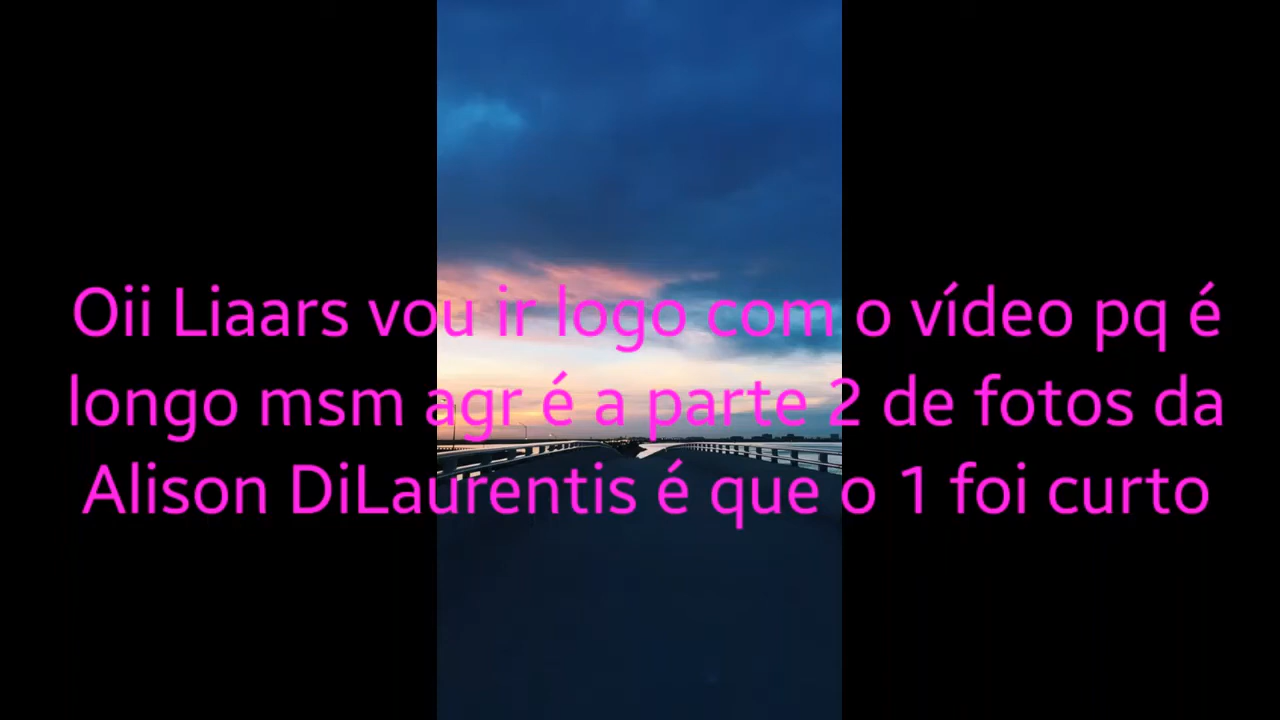 Oii Liaars vou ir logo com o vídeo pq é
longo msm agr é a parte 2 de fotos da
Alison DiLaurentis é que o 1 foi curto